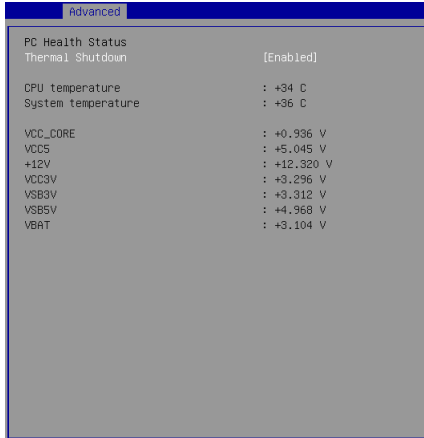 Advanced
PC Health Status
Thermal Shutdown [Enabled]
CPU temperature : +34 C
System temperature : +36 C
VCC_CORE : +0.936 V
VCC5 : +5.045 V
+12V : +12.320 V
VCC3V : +3.296 V
VSB3V : +3.312 V
VSB5V : +4.968 V
VBAT : +3.104 V